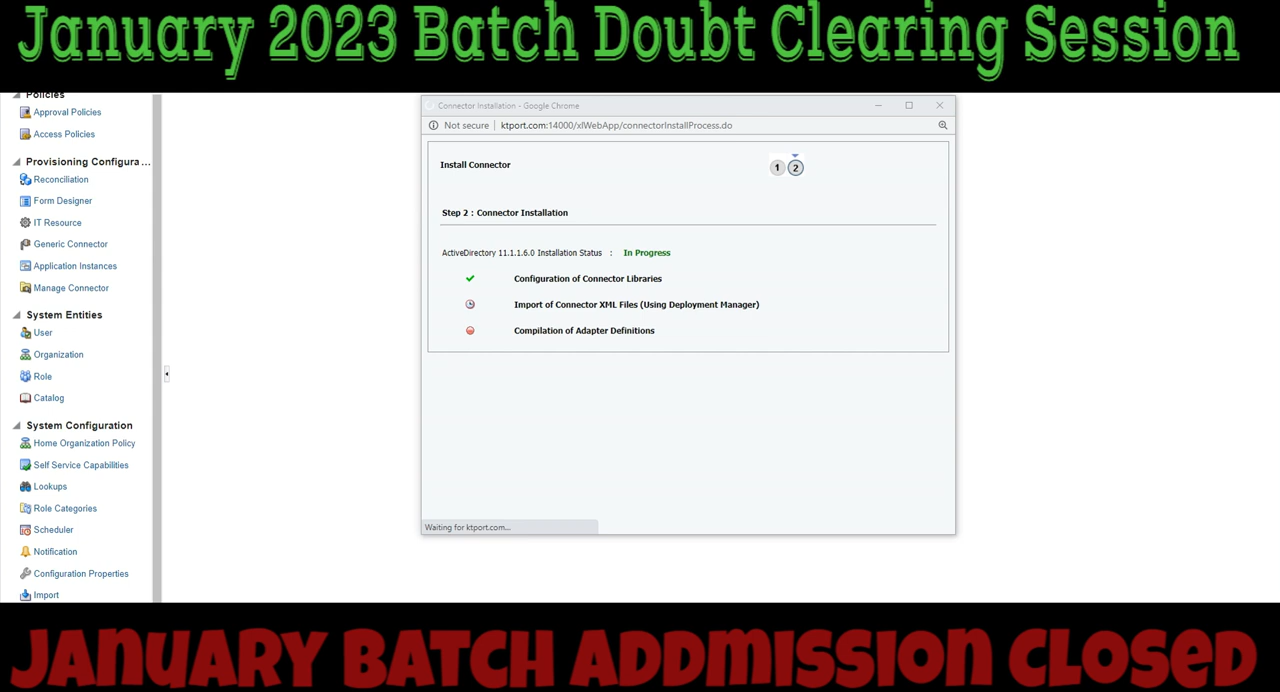 January 2023 Batch Doubt Clearing Session
Policies
Approval Policies
Access Policies
Provisioning Configura...
Reconciliation
Form Designer
IT Resource
Generic Connector
Application Instances
Manage Connector
System Entities
User
Organization
Role
Catalog
System Configuration
Home Organization Policy
Self Service Capabilities
Lookups
Role Categories
Scheduler
Notification
Configuration Properties
Import
Connector Installation - Google Chrome
Not secure | ktport.com:14000/xlWebApp/connectorInstallProcess.do
Install Connector 1 2
Step 2 : Connector Installation
ActiveDirectory 11.1.1.6.0 Installation Status : In Progress
Configuration of Connector Libraries
Import of Connector XML Files (Using Deployment Manager)
Compilation of Adapter Definitions
Waiting for ktport.com...
JANUARY BATCH ADDMISSION CLOSED